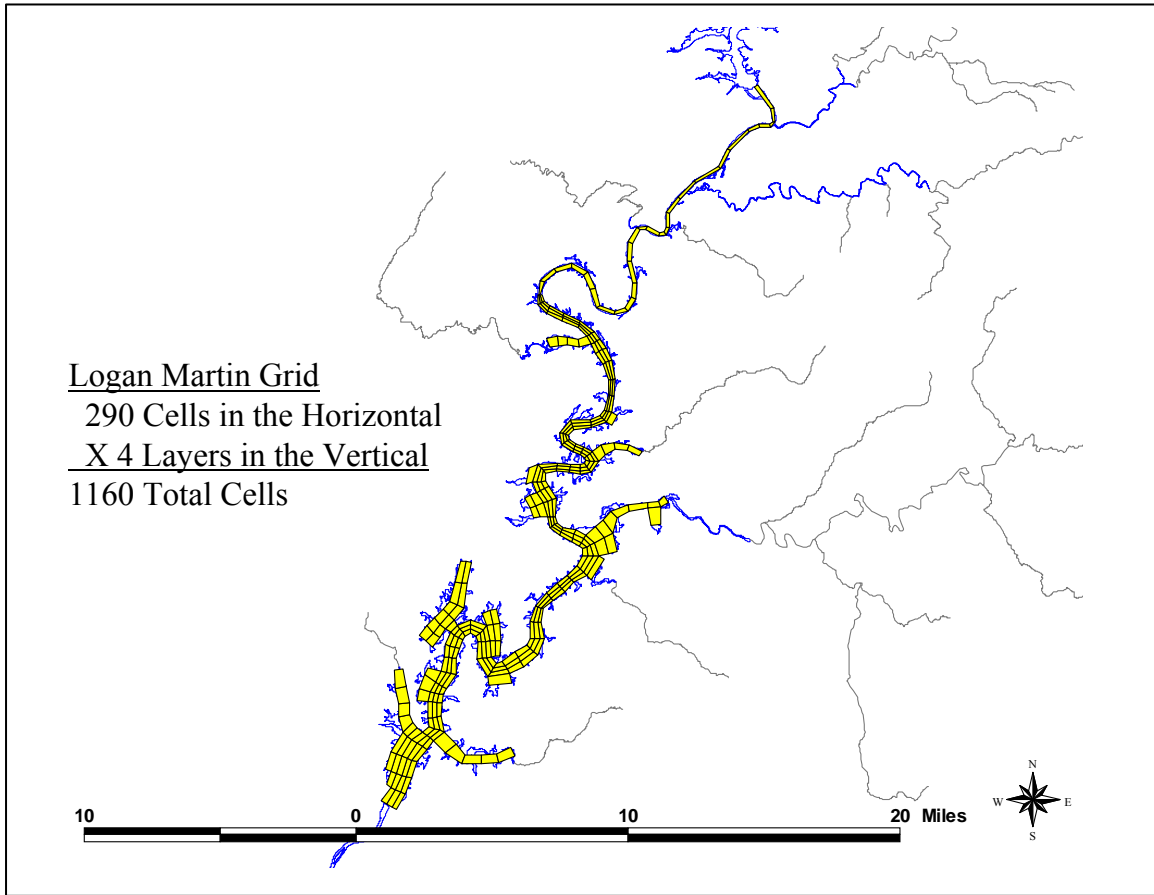 Logan Martin Grid
290 Cells in the Horizontal
X 4 Layers in the Vertical
1160 Total Cells
N
W E
S
10 0 10 20 Miles